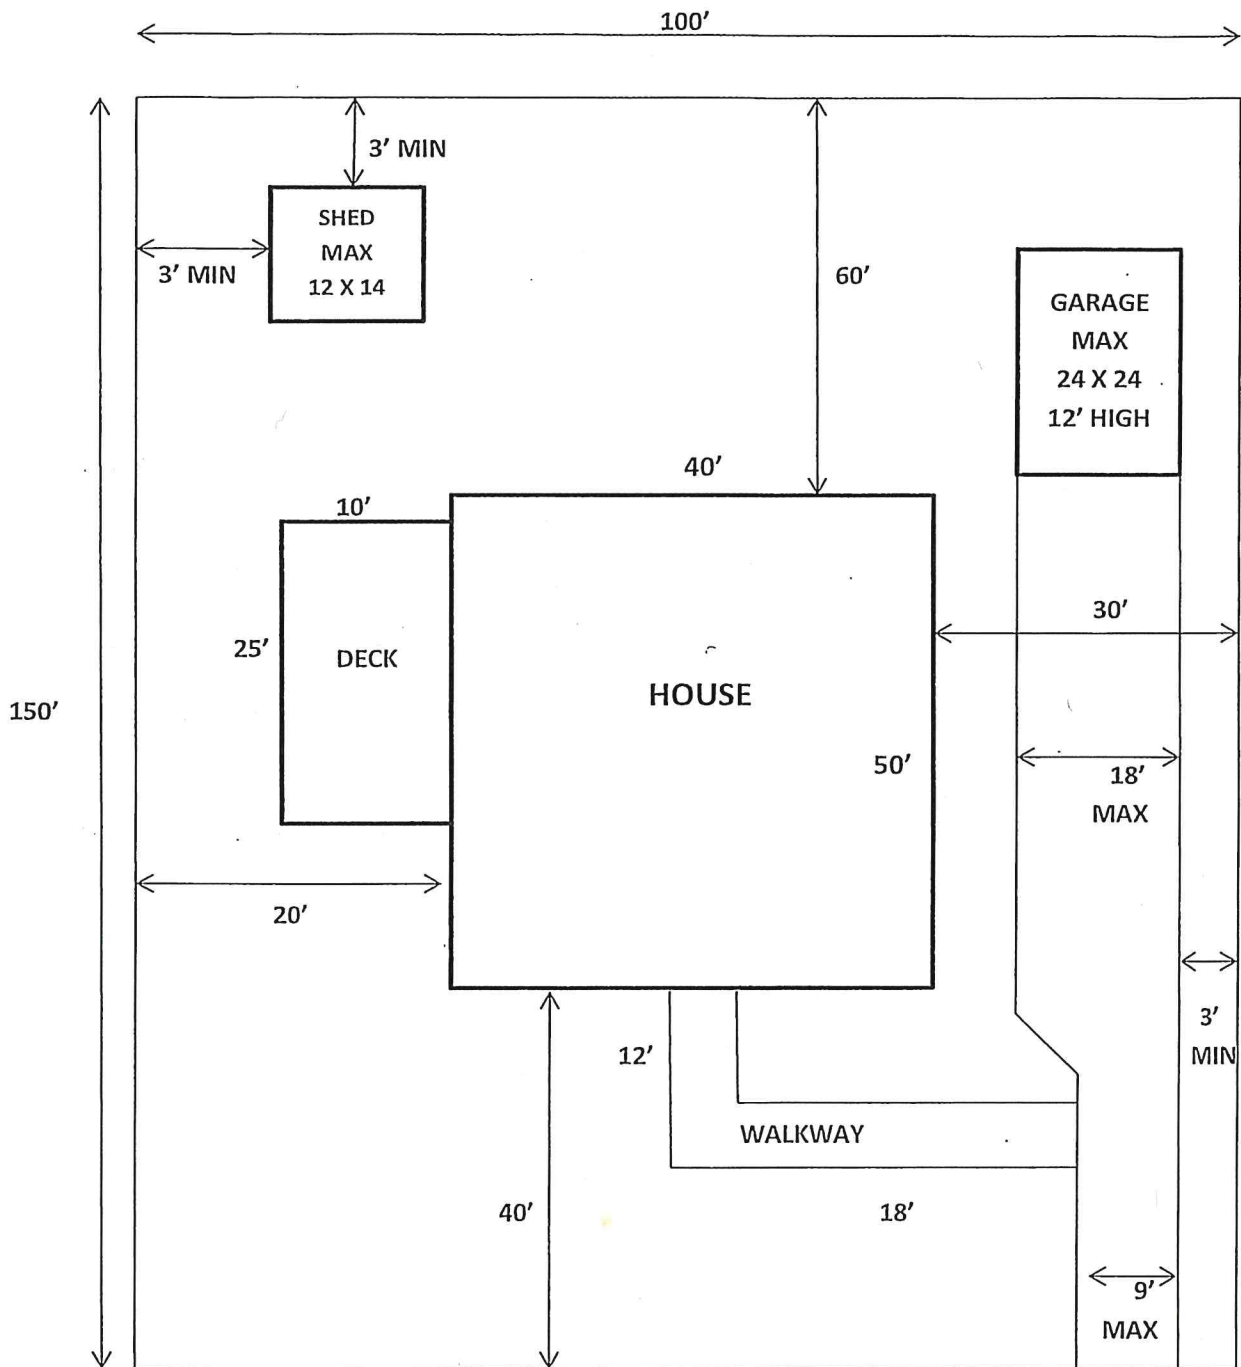 100'
3' MIN
SHED
MAX
12 X 14
3' MIN
60'
GARAGE
MAX
24 X 24
12' HIGH
40'
10'
25'
DECK
30'
HOUSE
150'
50'
18'
MAX
20'
3'
MIN
12'
WALKWAY
40'
18'
9'
MAX